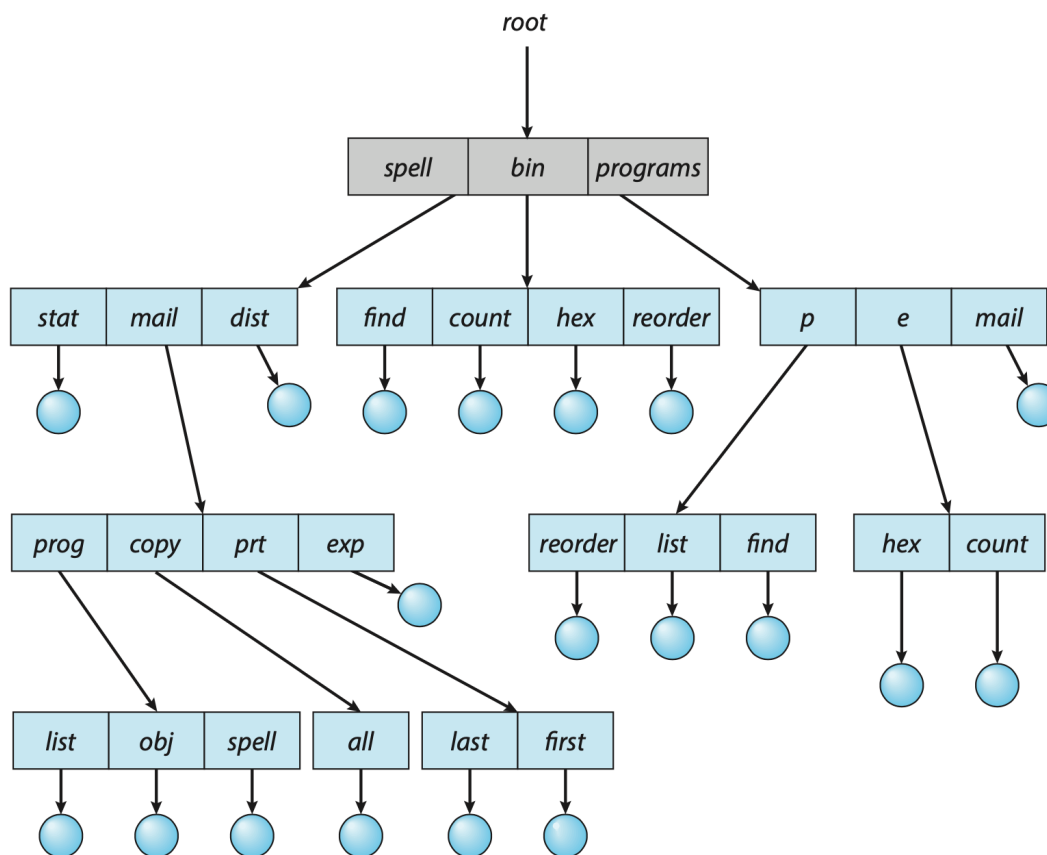 root
spell bin programs
stat mail dist find count hex reorder p e mail
prog copy prt exp reorder list find hex count
list obj spell all last first